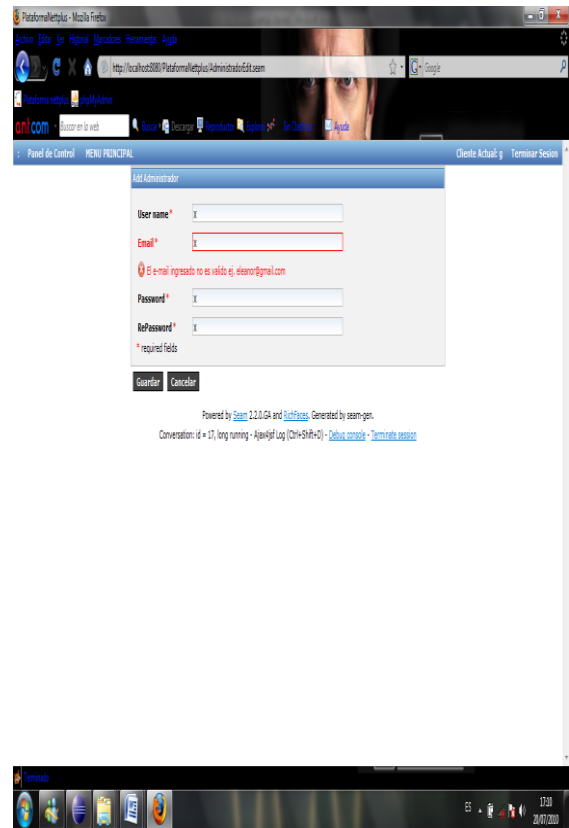 PlataformaNettplus - Mozilla Firefox
Archivo Editar Ver Historial Marcadores Herramientas Ayuda
http://localhost:8080/PlataformaNettplus/AdministradorEdit.seam
Google
Plataforma nettplus phpMyAdmin
antcom Buscar en la web Buscar Descargar Reproductor Explorar Ayuda
: Panel de Control MENU PRINCIPAL Cliente Actual: g Terminar Sesion
Add Administrador
User name * x
Email * x
El e-mail ingresado no es valido ej. eleanor@gmail.com
Password * x
RePassword * x
* required fields
Guardar Cancelar
Powered by Seam 2.2.0.GA and RichFaces. Generated by seam-gen.
Conversation: id = 17, long running - Ajax4jsf Log (Ctrl+Shift+D) - Debug console - Terminate session
Terminado
ES
17:10
20/07/2010